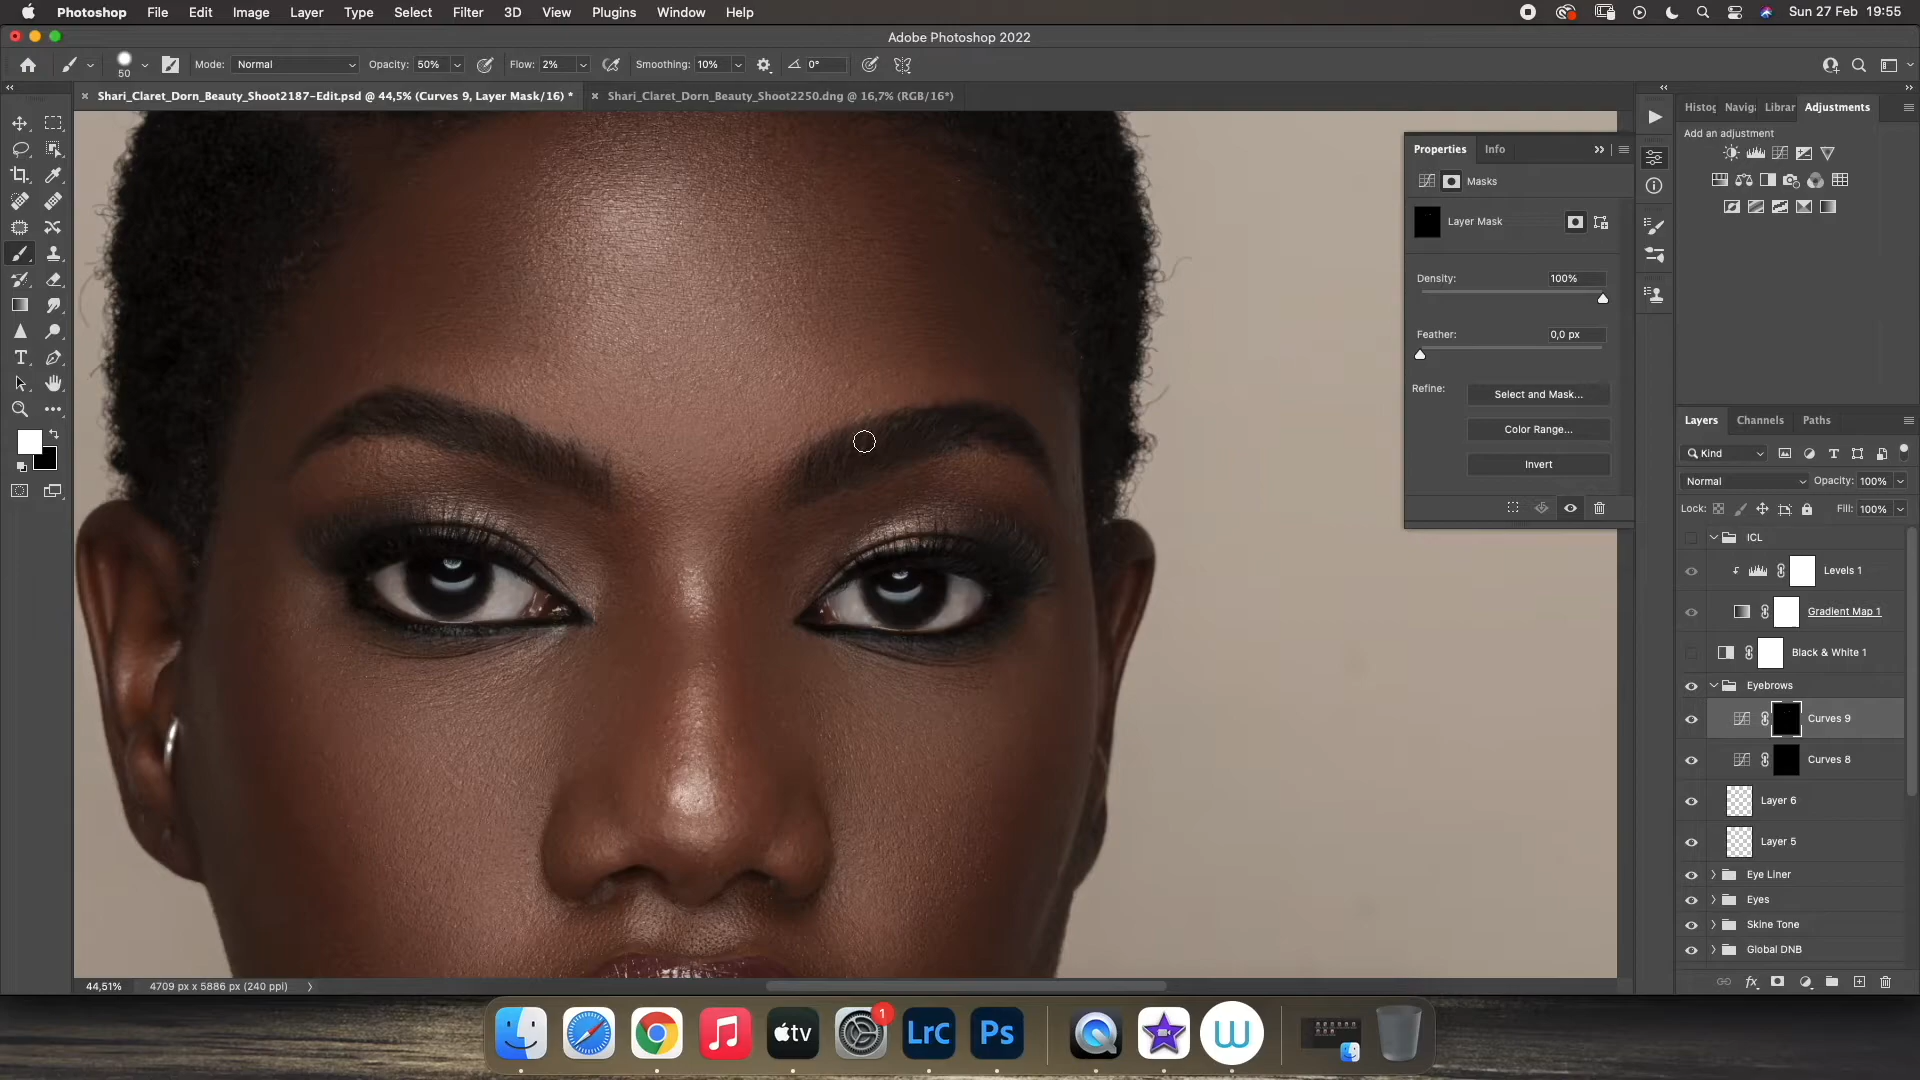 Photoshop File Edit Image Layer Type Select Filter 3D View Plugins Window Help Sun 27 Feb 19:55
Adobe Photoshop 2022
50 Mode: Normal Opacity: 50% Flow: 2% Smoothing: 10% 0°
Shari_Claret_Dorn_Beauty_Shoot2187-Edit.psd @ 44,5% (Curves 9, Layer Mask/16) * Shari_Claret_Dorn_Beauty_Shoot2250.dng @ 16,7% (RGB/16*)
Histog Naviga Librar Adjustments
Add an adjustment
Properties Info
Masks
Layer Mask
Density: 100%
Feather: 0,0 px
Refine: Select and Mask...
Color Range...
Invert
Layers Channels Paths
Kind
Normal Opacity: 100%
Lock: Fill: 100%
ICL
Levels 1
Gradient Map 1
Black & White 1
Eyebrows
Curves 9
Curves 8
Layer 6
Layer 5
Eye Liner
Eyes
Skine Tone
Global DNB
fx
44,51% 4709 px x 5886 px (240 ppi)
tv 1 LrC Ps W